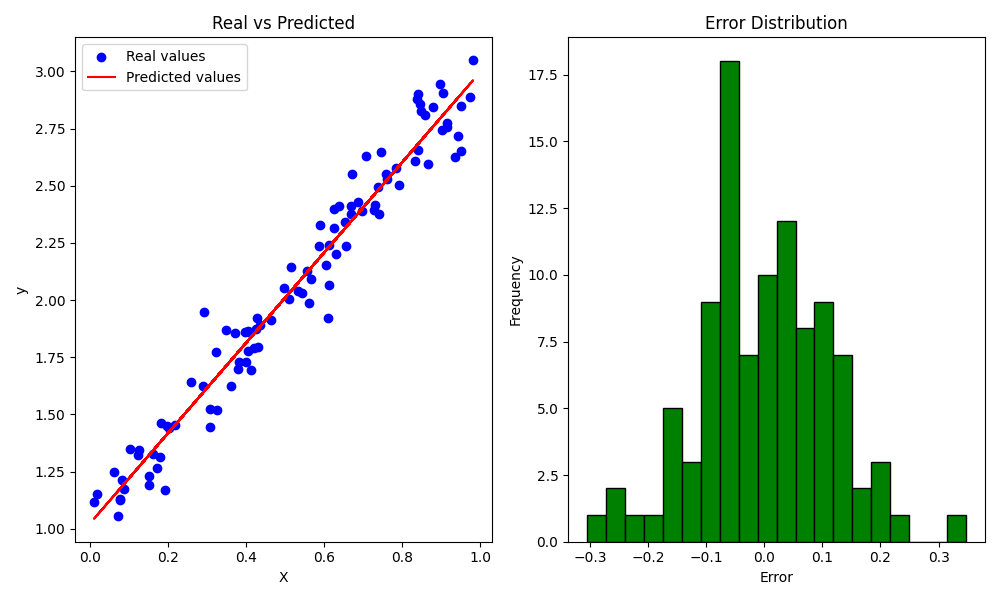 Real vs Predicted
Real values
Predicted values
3.00
2.75
2.50
2.25
2.00
1.75
1.50
1.25
1.00
y
0.0 0.2 0.4 0.6 0.8 1.0
X
Error Distribution
17.5
15.0
12.5
10.0
7.5
5.0
2.5
0.0
Frequency
−0.3 −0.2 −0.1 0.0 0.1 0.2 0.3
Error